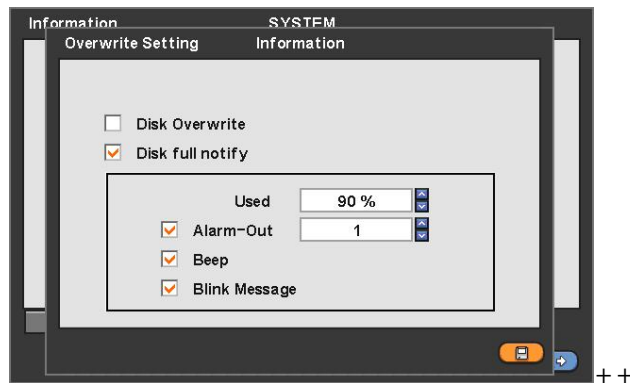 Information SYSTEM
Overwrite Setting Information
Disk Overwrite
Disk full notify
Used 90 %
Alarm-Out 1
Beep
Blink Message
++